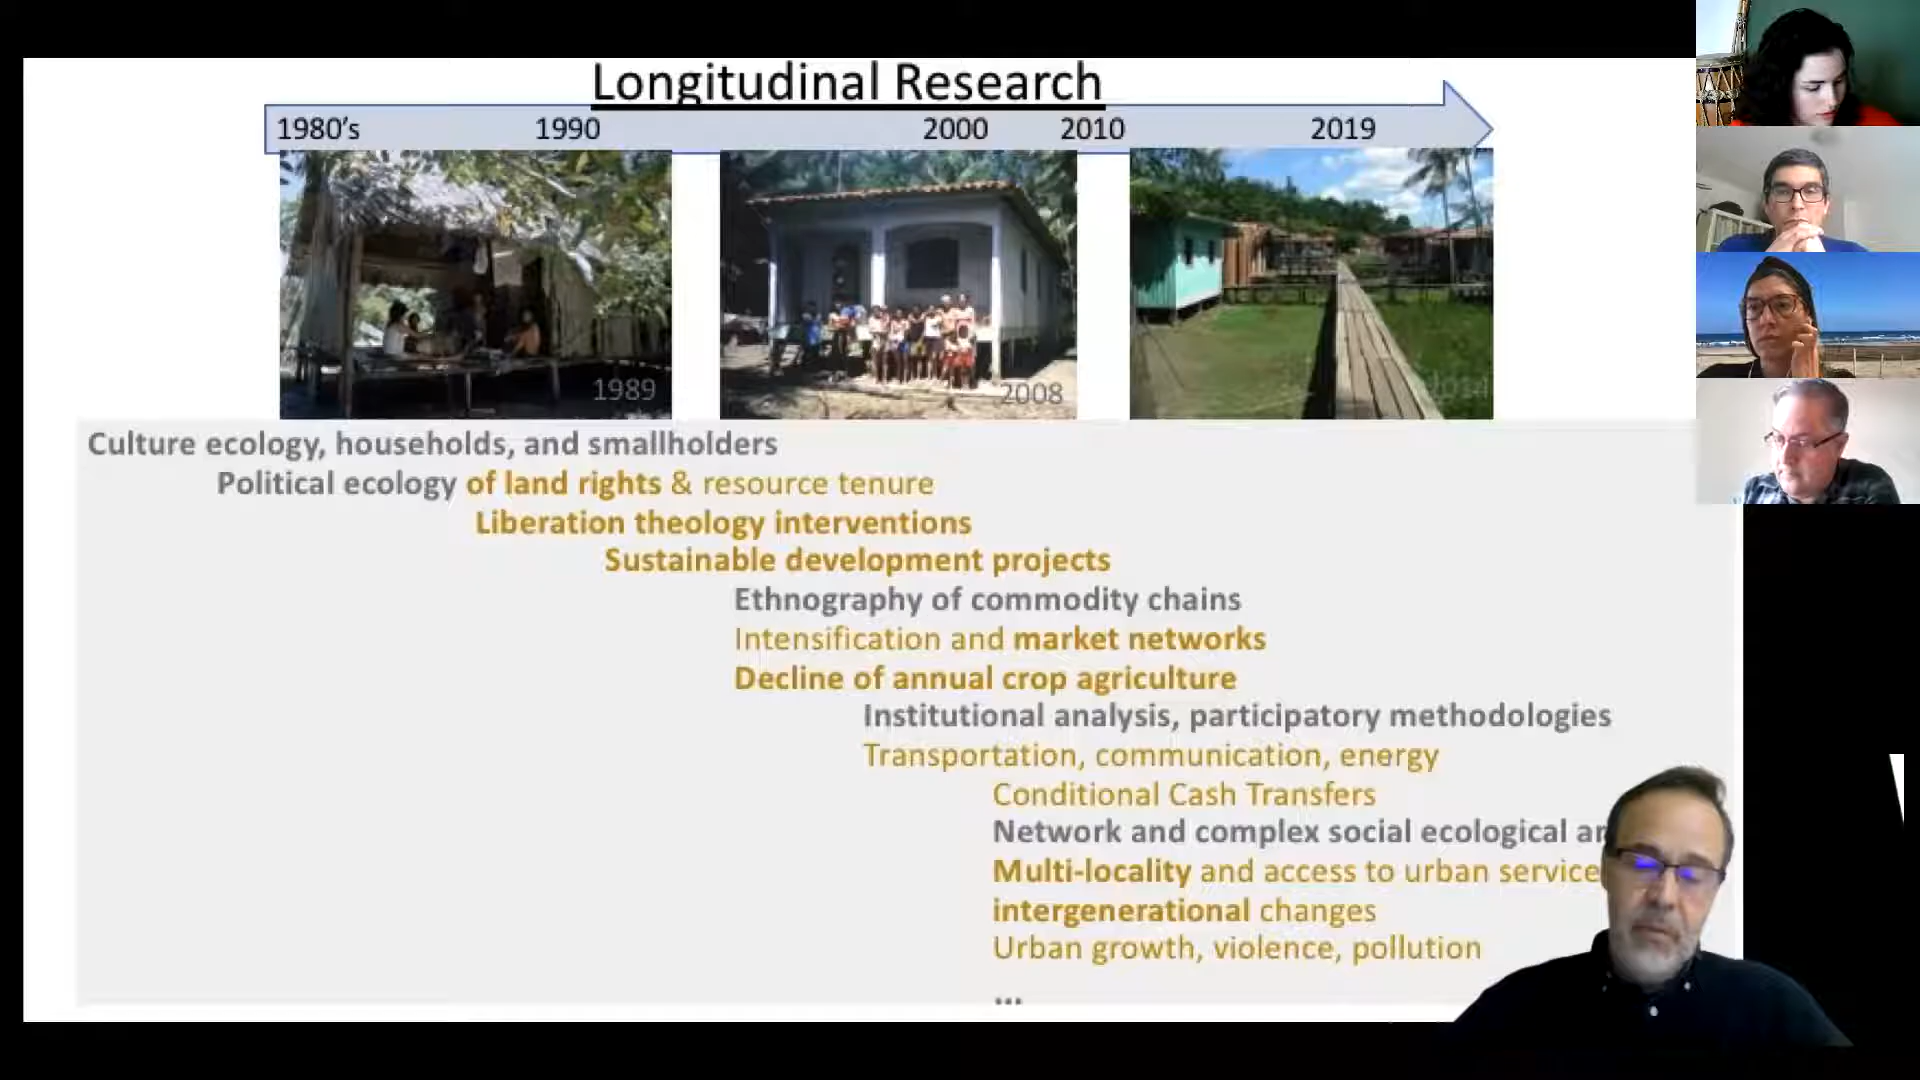 Longitudinal Research
1980's 1990 2000 2010 2019
1989 2008
Culture ecology, households, and smallholders
Political ecology of land rights & resource tenure
Liberation theology interventions
Sustainable development projects
Ethnography of commodity chains
Intensification and market networks
Decline of annual crop agriculture
Institutional analysis, participatory methodologies
Transportation, communication, energy
Conditional Cash Transfers
Network and complex social ecological
Multi-locality and access to urban service
intergenerational changes
Urban growth, violence, pollution
...